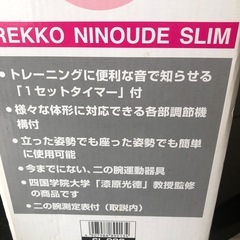 REKKO NINOUDE SLIM
●トレーニングに便利な音で知らせる
「1セットタイマー」付
●様々な体形に対応できる各部調節機
構付
●立った姿勢でも座った姿勢でも簡単
に使用可能
●今までにない、二の腕運動器具
●四国学院大学「漆原光徳」教授監修
の商品です
●二の腕測定表付（取説内）